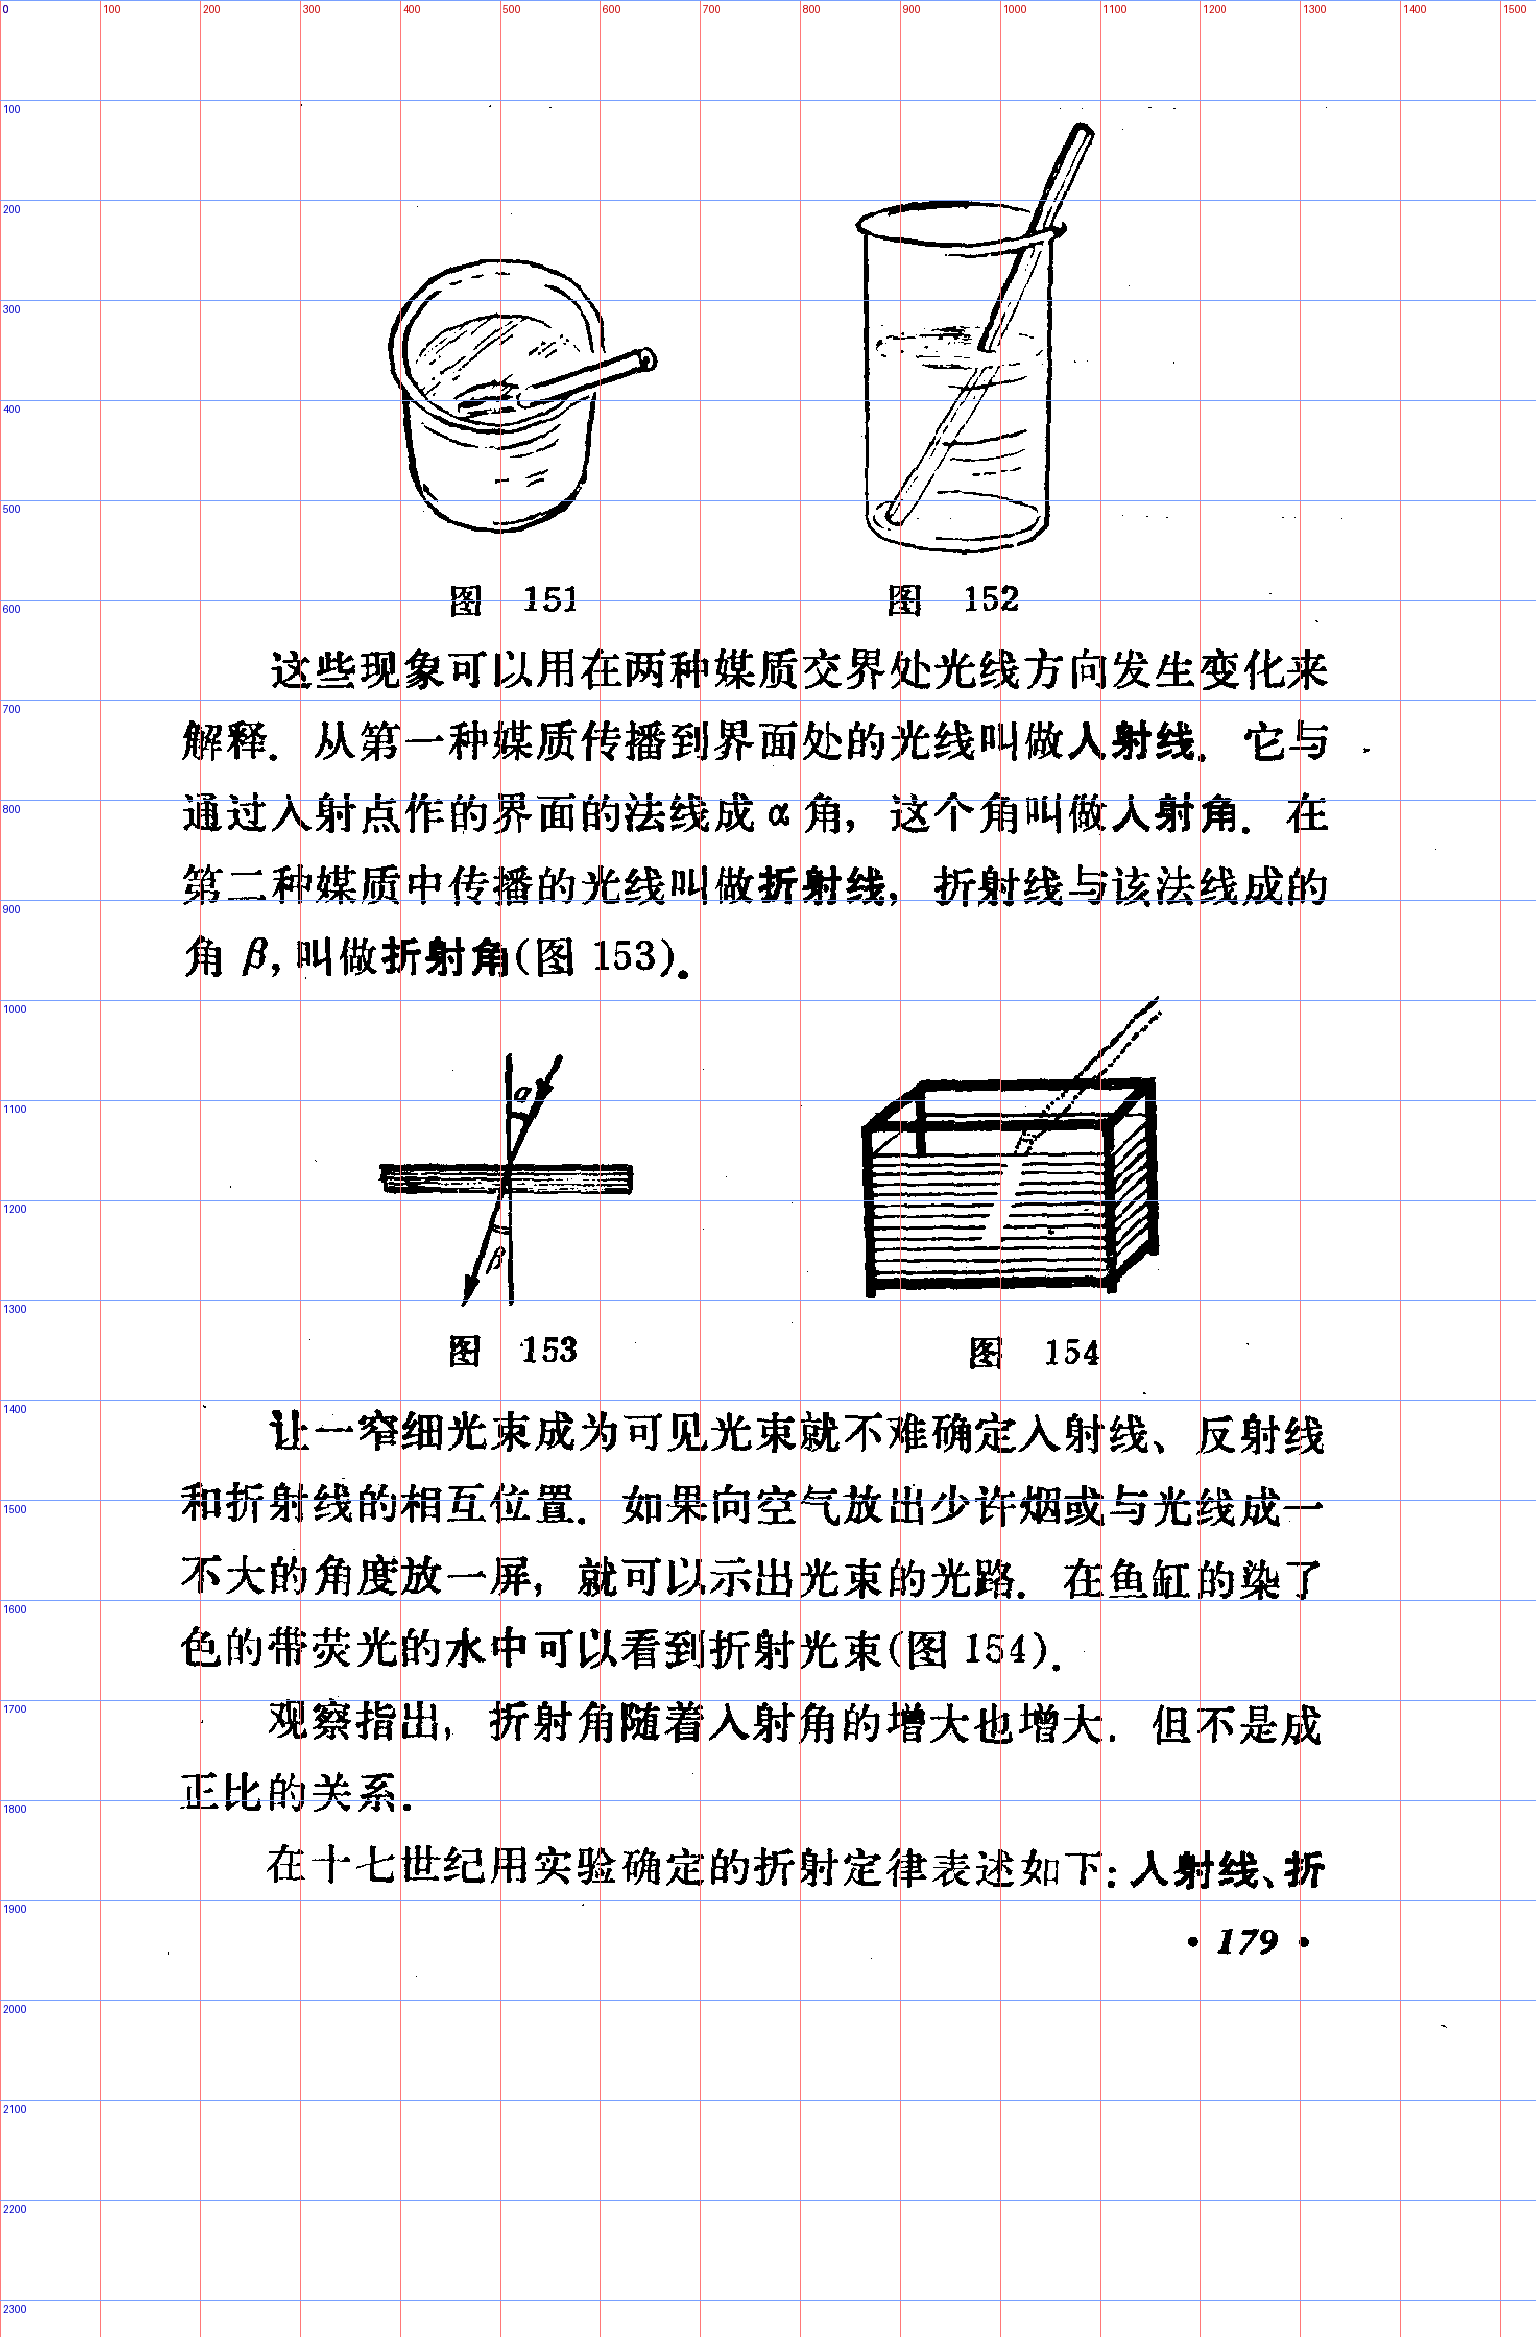 图 151
图 152
这些现象可以用在两种媒质交界处光线方向发生变化来
解释. 从第一种媒质传播到界面处的光线叫做入射线. 它与
通过入射点作的界面的法线成 α 角, 这个角叫做入射角. 在
第二种媒质中传播的光线叫做折射线, 折射线与该法线成的
角 β, 叫做折射角(图 153).
α
β
图 153
图 154
让一窄细光束成为可见光束就不难确定入射线、反射线
和折射线的相互位置. 如果向空气放出少许烟或与光线成一
不大的角度放一屏, 就可以示出光束的光路. 在鱼缸的染了
色的带荧光的水中可以看到折射光束(图 154).
观察指出, 折射角随着入射角的增大也增大. 但不是成
正比的关系.
在十七世纪用实验确定的折射定律表述如下: 入射线、折
• 179 •